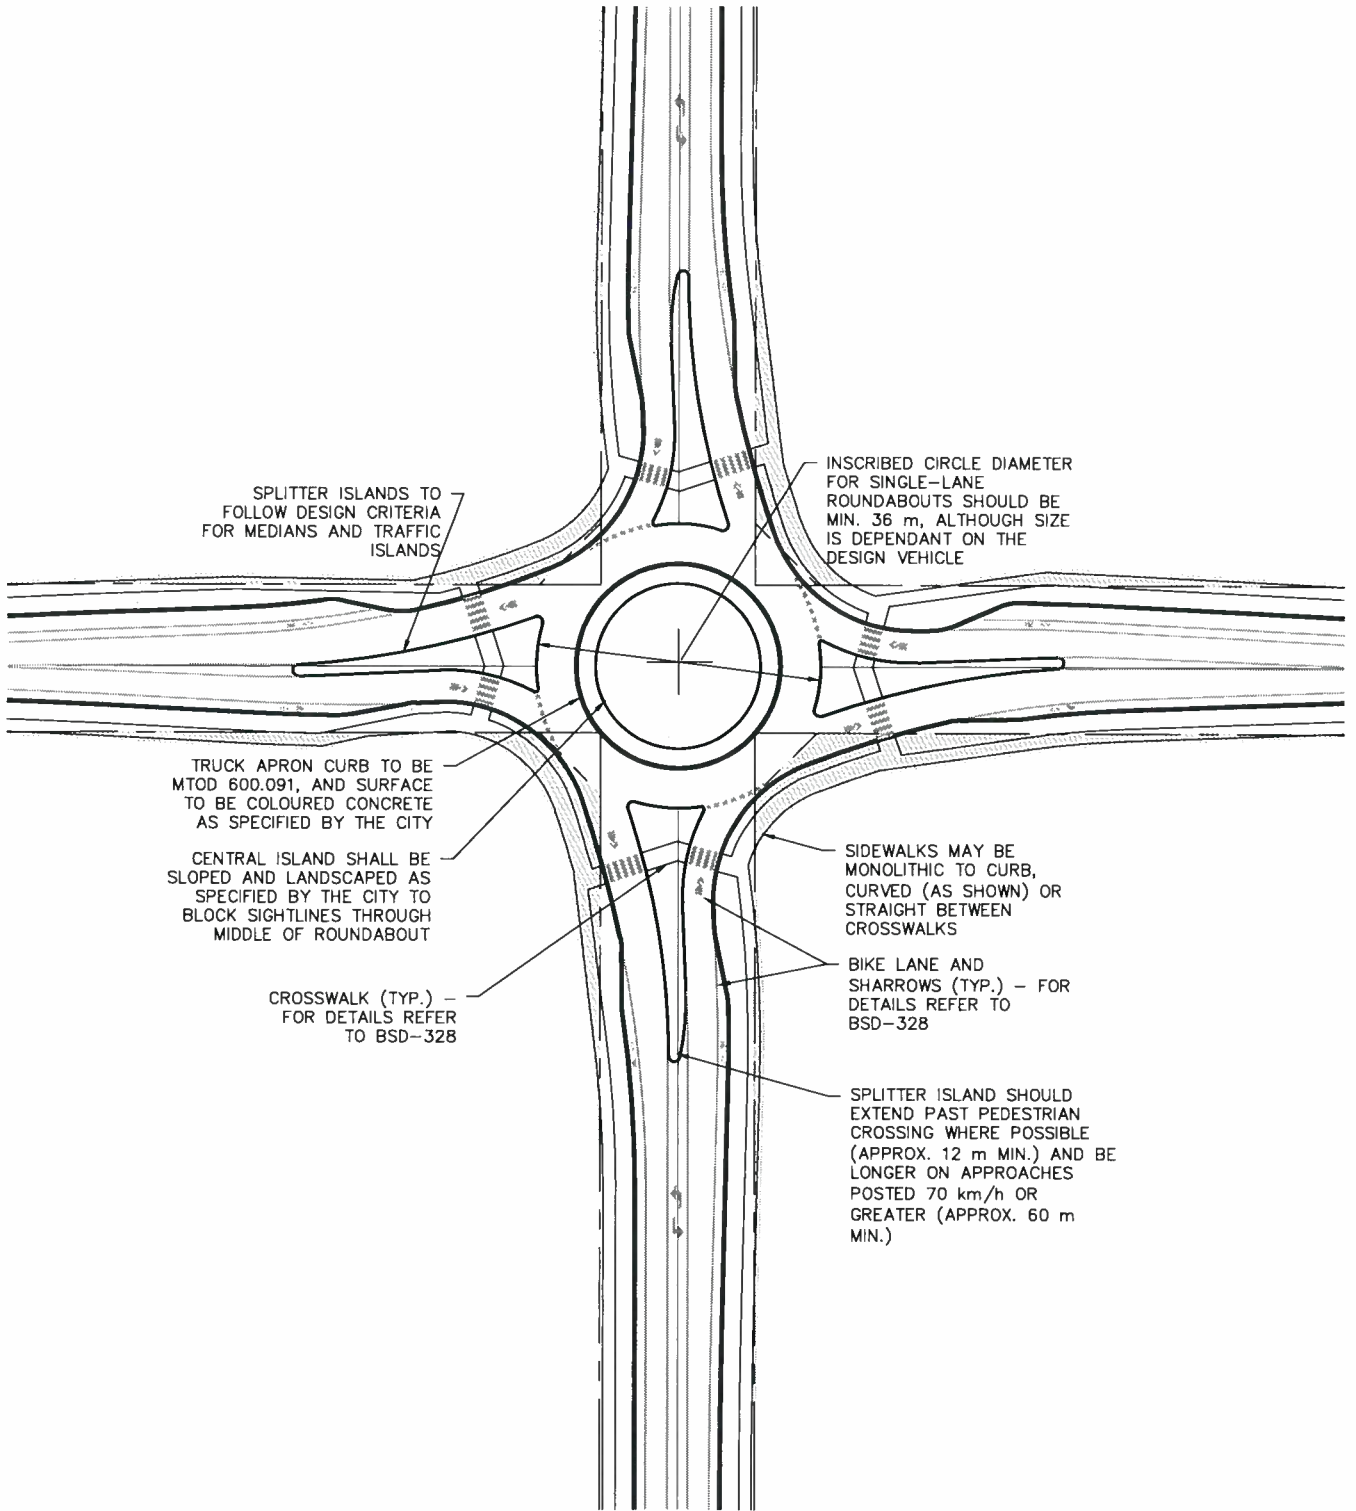 SPLITTER ISLANDS TO
FOLLOW DESIGN CRITERIA
FOR MEDIANS AND TRAFFIC
ISLANDS
INSCRIBED CIRCLE DIAMETER
FOR SINGLE-LANE
ROUNDABOUTS SHOULD BE
MIN. 36 m, ALTHOUGH SIZE
IS DEPENDANT ON THE
DESIGN VEHICLE
TRUCK APRON CURB TO BE
MTOD 600.091, AND SURFACE
TO BE COLOURED CONCRETE
AS SPECIFIED BY THE CITY
CENTRAL ISLAND SHALL BE
SLOPED AND LANDSCAPED AS
SPECIFIED BY THE CITY TO
BLOCK SIGHTLINES THROUGH
MIDDLE OF ROUNDABOUT
CROSSWALK (TYP.) –
FOR DETAILS REFER
TO BSD-328
SIDEWALKS MAY BE
MONOLITHIC TO CURB,
CURVED (AS SHOWN) OR
STRAIGHT BETWEEN
CROSSWALKS
BIKE LANE AND
SHARROWS (TYP.) – FOR
DETAILS REFER TO
BSD-328
SPLITTER ISLAND SHOULD
EXTEND PAST PEDESTRIAN
CROSSING WHERE POSSIBLE
(APPROX. 12 m MIN.) AND BE
LONGER ON APPROACHES
POSTED 70 km/h OR
GREATER (APPROX. 60 m
MIN.)